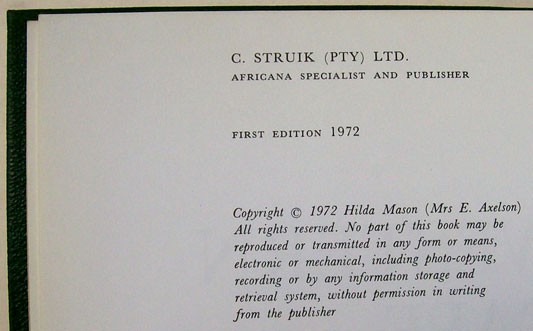 C. STRUIK (PTY) LTD.
AFRICANA SPECIALIST AND PUBLISHER
FIRST EDITION 1972
Copyright © 1972 Hilda Mason (Mrs E. Axelson)
All rights reserved. No part of this book may be
reproduced or transmitted in any form or means,
electronic or mechanical, including photo-copying,
recording or by any information storage and
retrieval system, without permission in writing
from the publisher